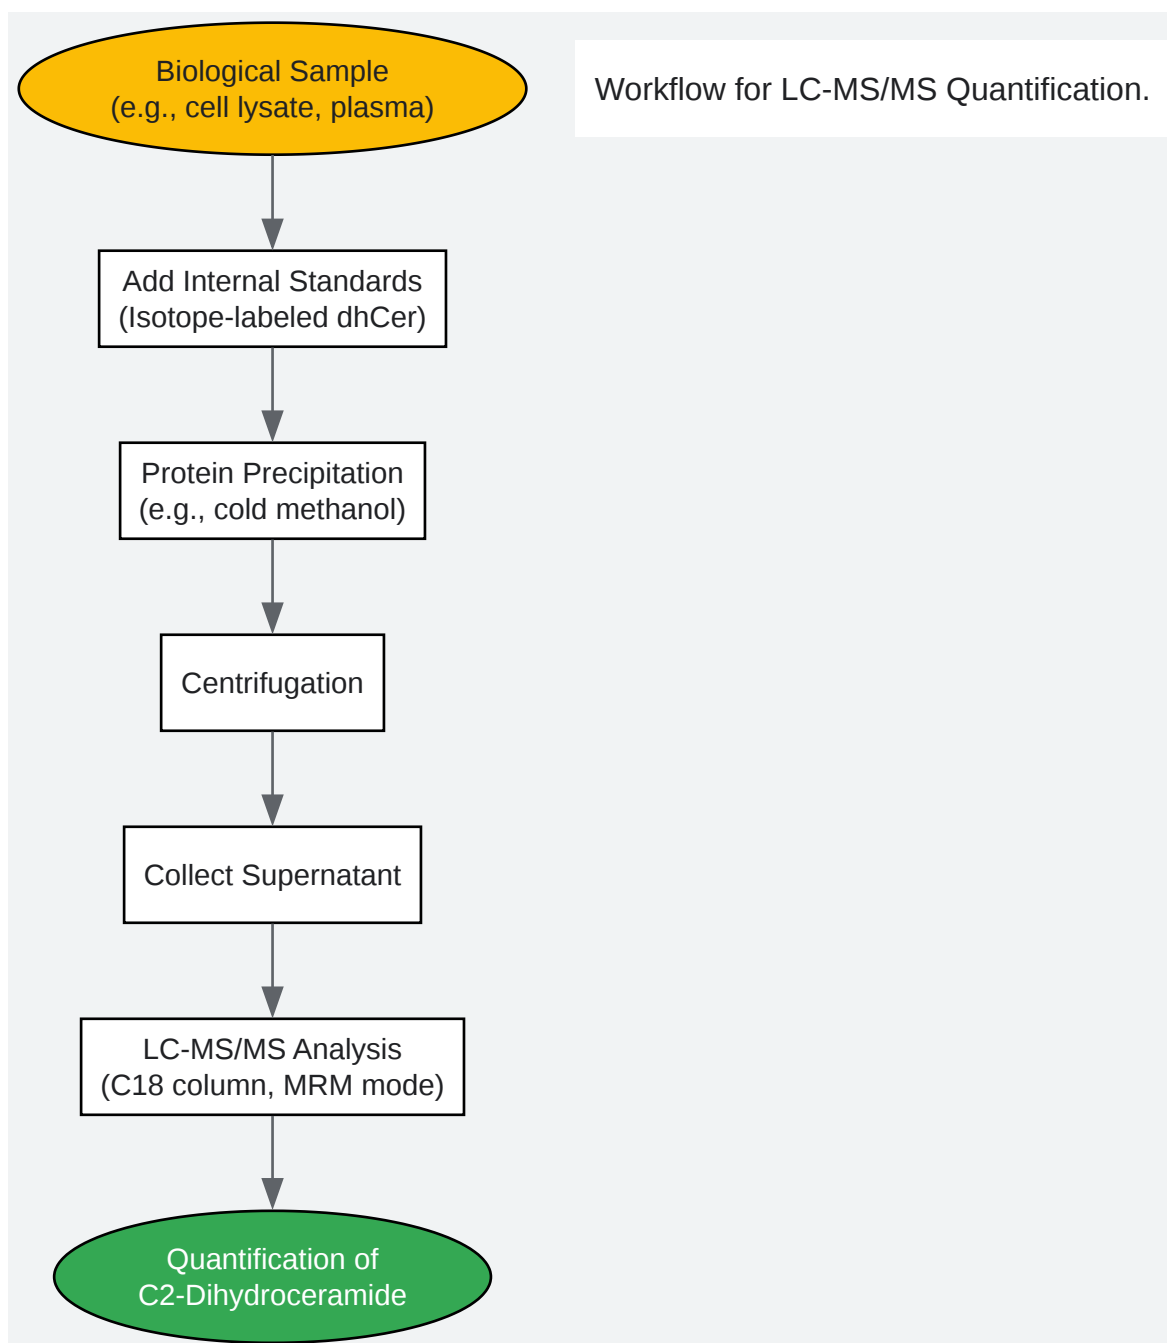 Biological Sample
(e.g., cell lysate, plasma)
Workflow for LC-MS/MS Quantification.
Add Internal Standards
(Isotope-labeled dhCer)
Protein Precipitation
(e.g., cold methanol)
Centrifugation
Collect Supernatant
LC-MS/MS Analysis
(C18 column, MRM mode)
Quantification of
C2-Dihydroceramide